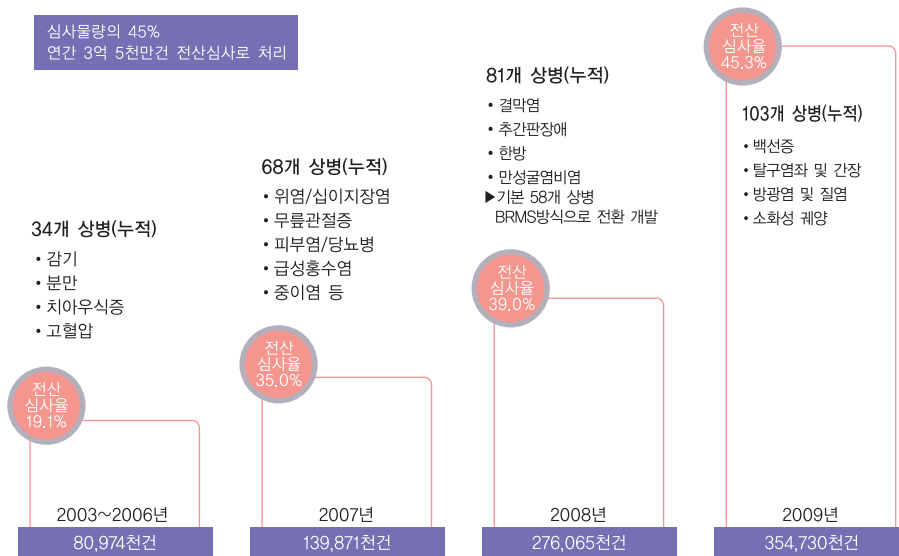 심사물량의 45%
연간 3억 5천만건 전산심사로 처리
34개 상병(누적)
• 감기
• 분만
• 치아우식증
• 고혈압
전산
심사율
19.1%
2003~2006년
80,974천건
68개 상병(누적)
• 위염/십이지장염
• 무릎관절증
• 피부염/당뇨병
• 급성홍수염
• 중이염 등
전산
심사율
35.0%
2007년
139,871천건
81개 상병(누적)
• 결막염
• 추간판장애
• 한방
• 만성굴염비염
▶기본 58개 상병
BRMS방식으로 전환 개발
전산
심사율
39.0%
2008년
276,065천건
전산
심사율
45.3%
103개 상병(누적)
• 백선증
• 탈구염좌 및 간장
• 방광염 및 질염
• 소화성 궤양
2009년
354,730천건